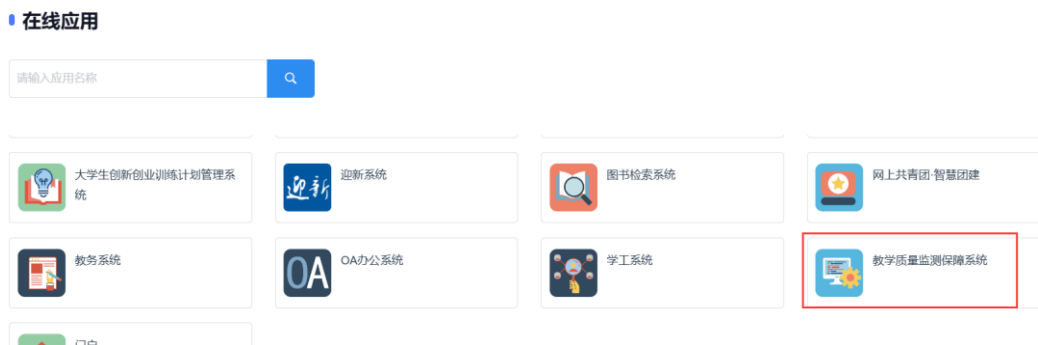 在线应用
请输入应用名称
大学生创新创业训练计划管理系
统
迎新
迎新系统
图书检索系统
网上共青团·智慧团建
教务系统
OA
OA办公系统
学工系统
教学质量监测保障系统
门户